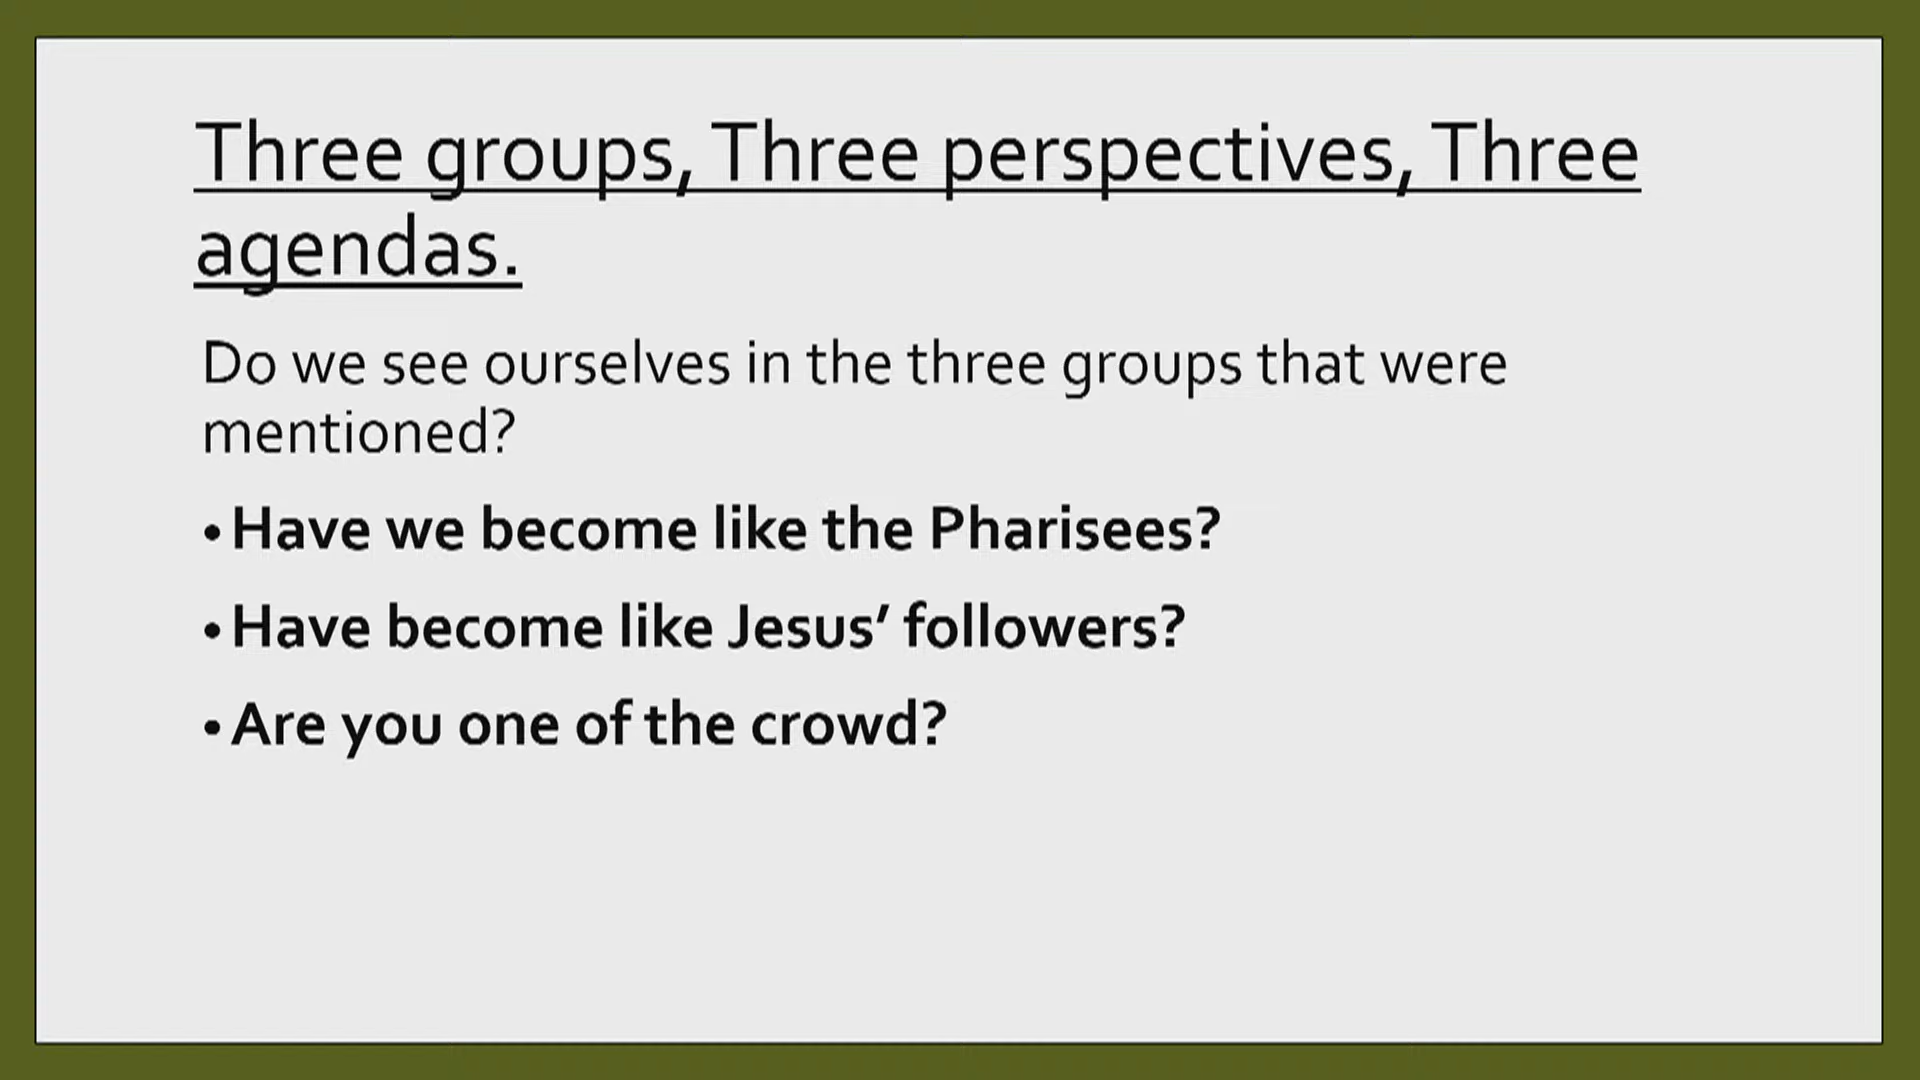 Three groups, Three perspectives, Three
agendas.
Do we see ourselves in the three groups that were
mentioned?
• Have we become like the Pharisees?
• Have become like Jesus’ followers?
• Are you one of the crowd?